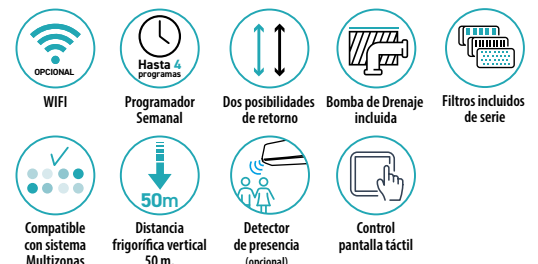 OPCIONAL
WIFI
Hasta 4
programas
Programador
Semanal
Dos posibilidades
de retorno
Bomba de Drenaje
incluida
Filtros incluidos
de serie
Compatible
con sistema
Multizonas
50m
Distancia
frigorífica vertical
50 m.
Detector
de presencia
(opcional)
Control
pantalla táctil